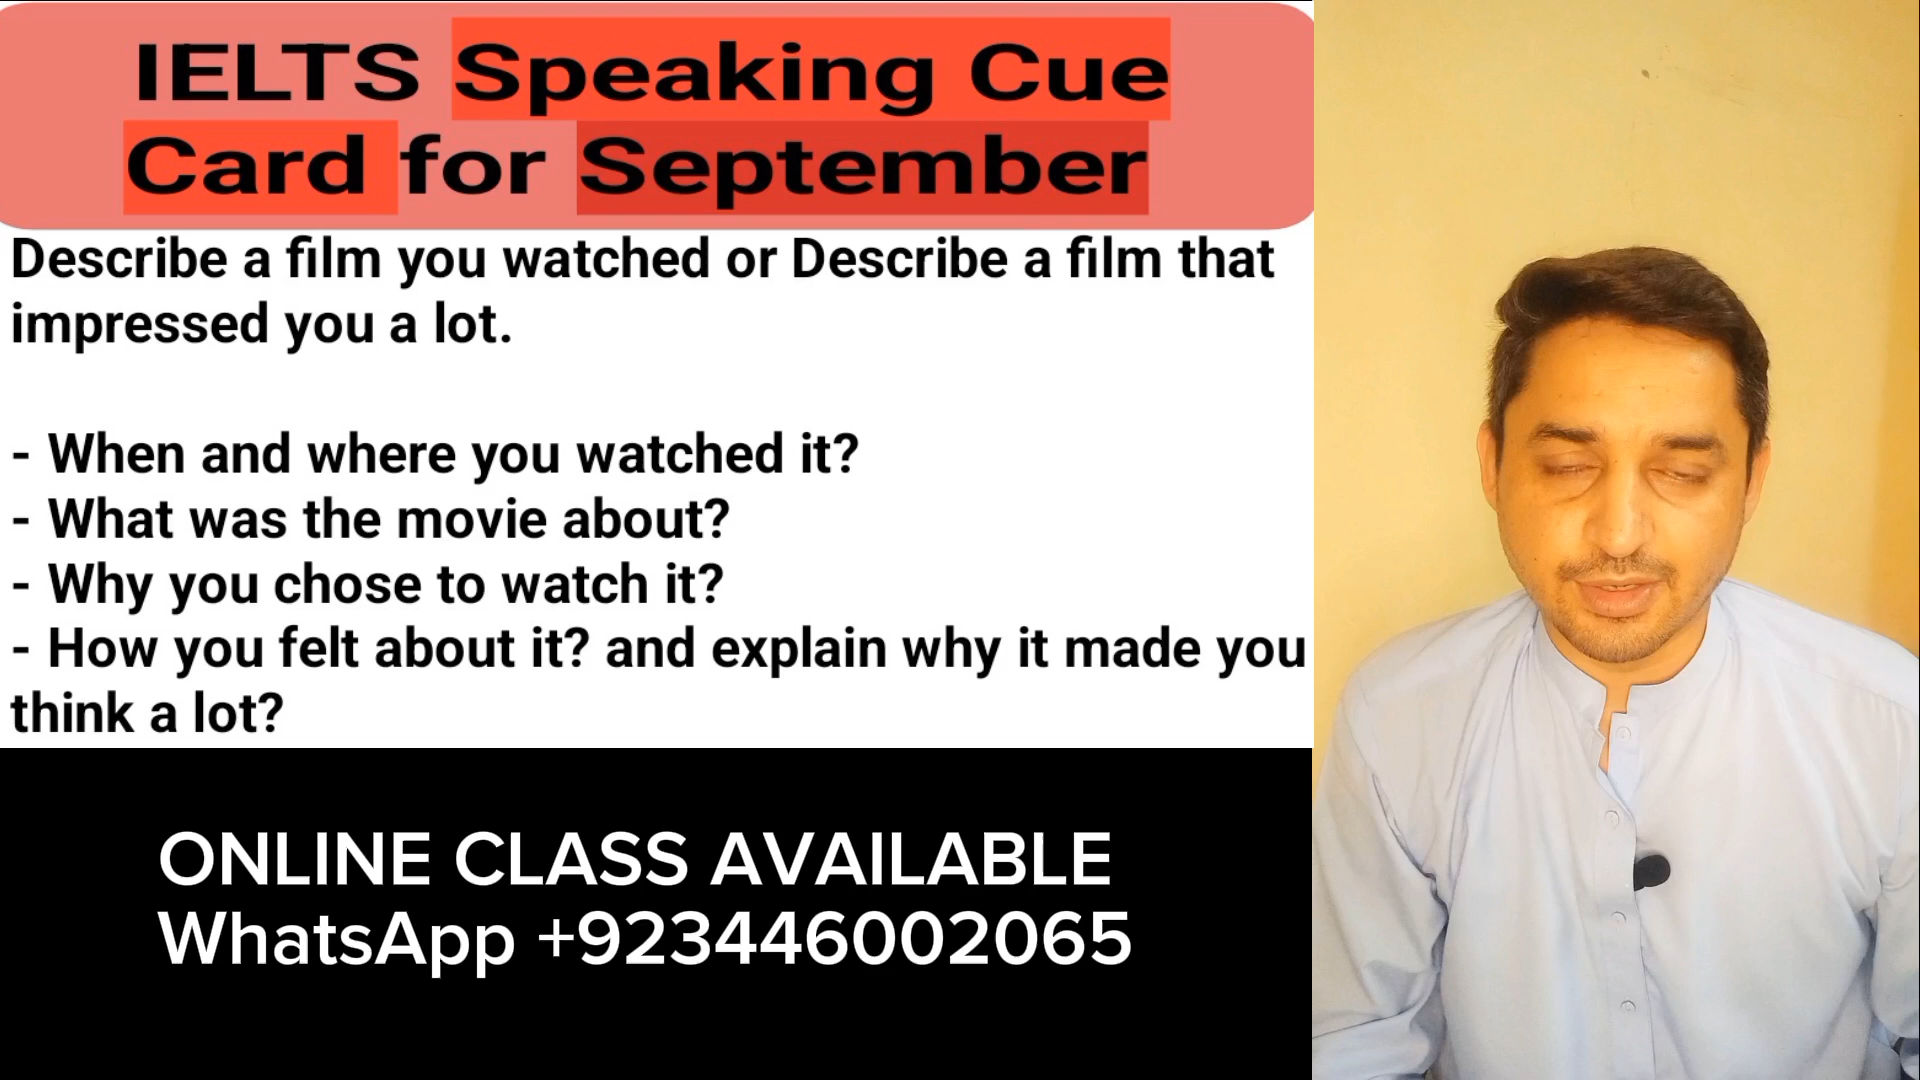 IELTS Speaking Cue
Card for September
Describe a film you watched or Describe a film that
impressed you a lot.
- When and where you watched it?
- What was the movie about?
- Why you chose to watch it?
- How you felt about it? and explain why it made you
think a lot?
ONLINE CLASS AVAILABLE
WhatsApp +923446002065